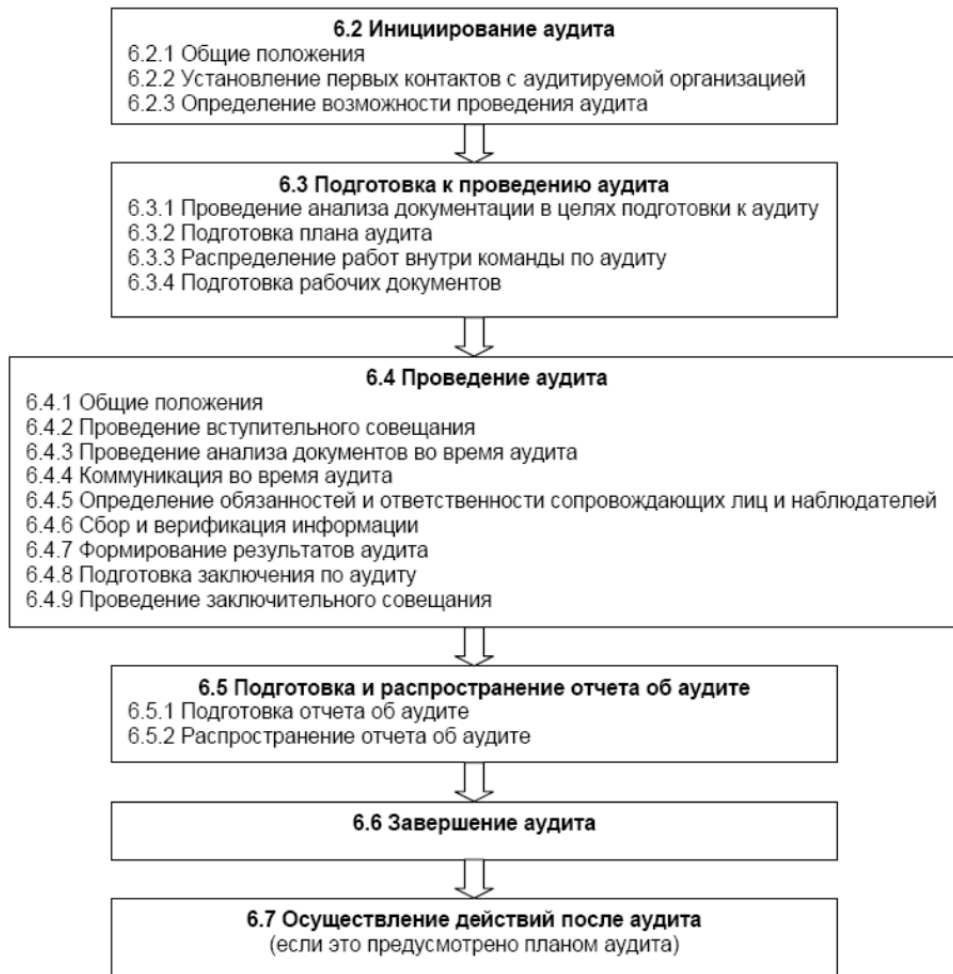 6.2 Инициирование аудита
6.2.1 Общие положения
6.2.2 Установление первых контактов с аудитируемой организацией
6.2.3 Определение возможности проведения аудита
6.3 Подготовка к проведению аудита
6.3.1 Проведение анализа документации в целях подготовки к аудиту
6.3.2 Подготовка плана аудита
6.3.3 Распределение работ внутри команды по аудиту
6.3.4 Подготовка рабочих документов
6.4 Проведение аудита
6.4.1 Общие положения
6.4.2 Проведение вступительного совещания
6.4.3 Проведение анализа документов во время аудита
6.4.4 Коммуникация во время аудита
6.4.5 Определение обязанностей и ответственности сопровождающих лиц и наблюдателей
6.4.6 Сбор и верификация информации
6.4.7 Формирование результатов аудита
6.4.8 Подготовка заключения по аудиту
6.4.9 Проведение заключительного совещания
6.5 Подготовка и распространение отчета об аудите
6.5.1 Подготовка отчета об аудите
6.5.2 Распространение отчета об аудите
6.6 Завершение аудита
6.7 Осуществление действий после аудита
(если это предусмотрено планом аудита)